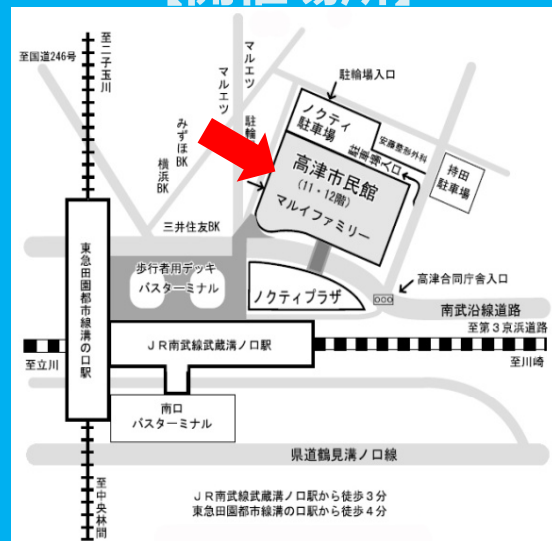 【開催場所】
至国道246号
至二子玉川
マルエツ
マルエツ
駐輪
みずほBK
横浜BK
三井住友BK
駐輪場入口
ノクティ
駐車場
安藤整形外科
駐車場入口
持田
駐車場
高津市民館
(11・12階)
マルイファミリー
歩行者用デッキ
バスターミナル
ノクティプラザ
高津合同庁舎入口
南武沿線道路
至第3京浜道路
東急田園都市線溝の口駅
JR南武線武蔵溝ノ口駅
至立川
至川崎
南口
バスターミナル
県道鶴見溝ノ口線
至中央林間
JR南武線武蔵溝ノ口駅から徒歩3分
東急田園都市線溝の口駅から徒歩4分